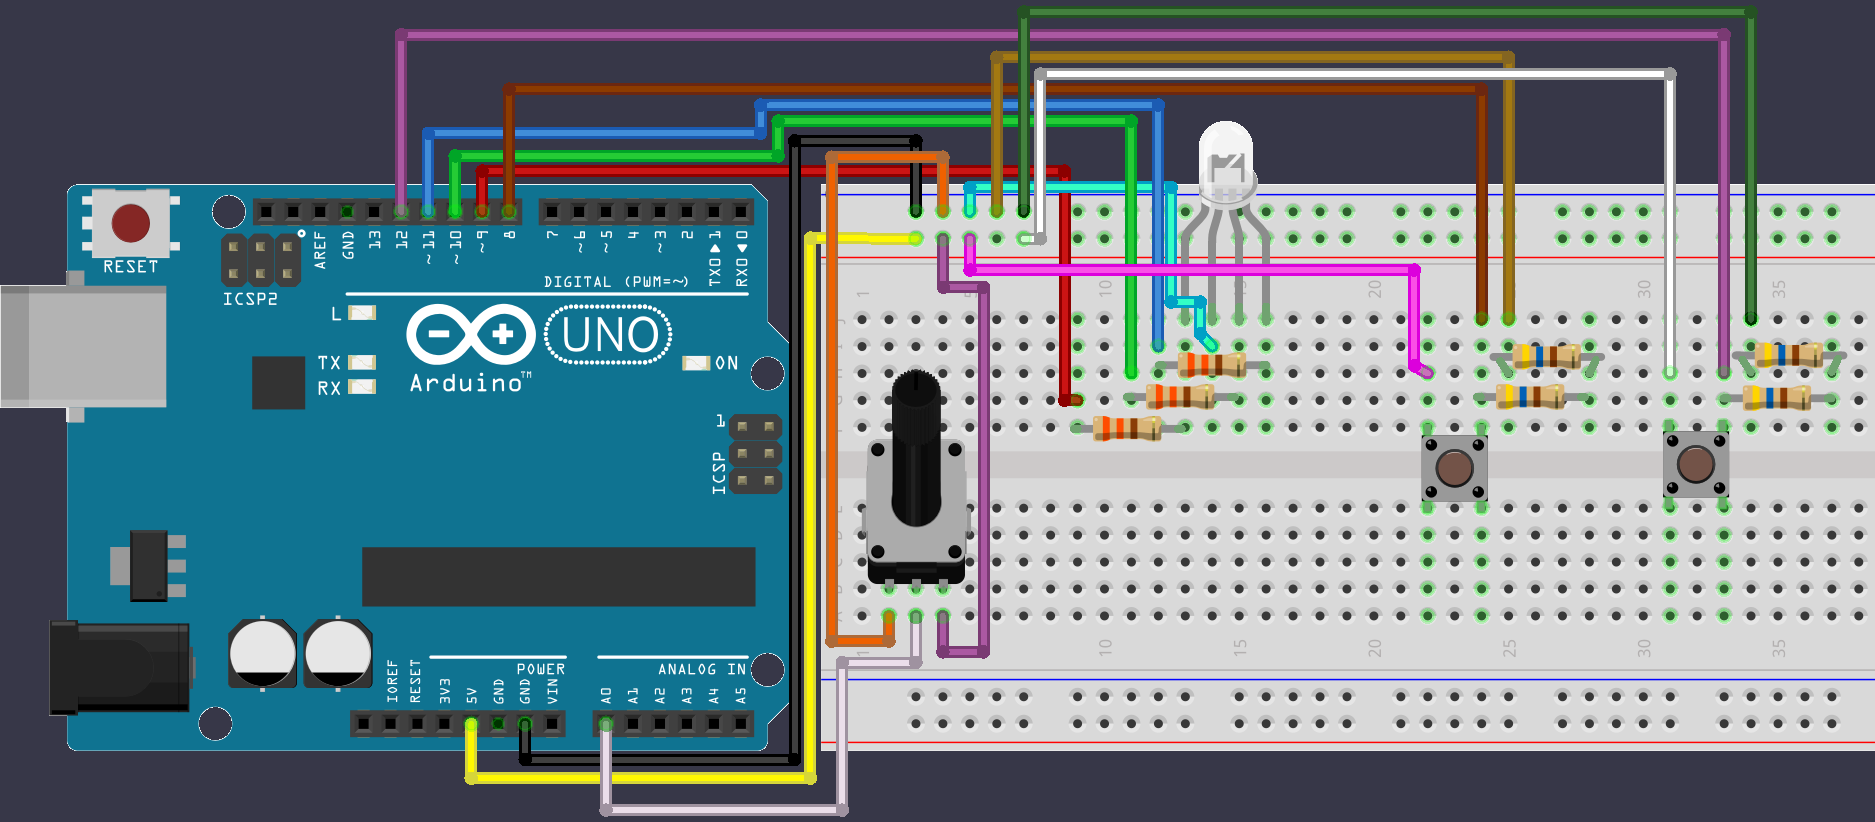 RESET
ICSP2
AREF
GND
13
12
~11
~10
~9
8
7
~6
~5
4
~3
2
TX0▶1
RX0◀0
DIGITAL (PWM=~)
L
TX
RX
UNO
ON
Arduino™
1
ICSP
POWER
ANALOG IN
IOREF
RESET
3V3
5V
GND
GND
VIN
A0
A1
A2
A3
A4
A5
1
5
10
15
20
25
30
35
J
I
H
G
F
E
D
C
B
A
1
10
15
20
25
30
35